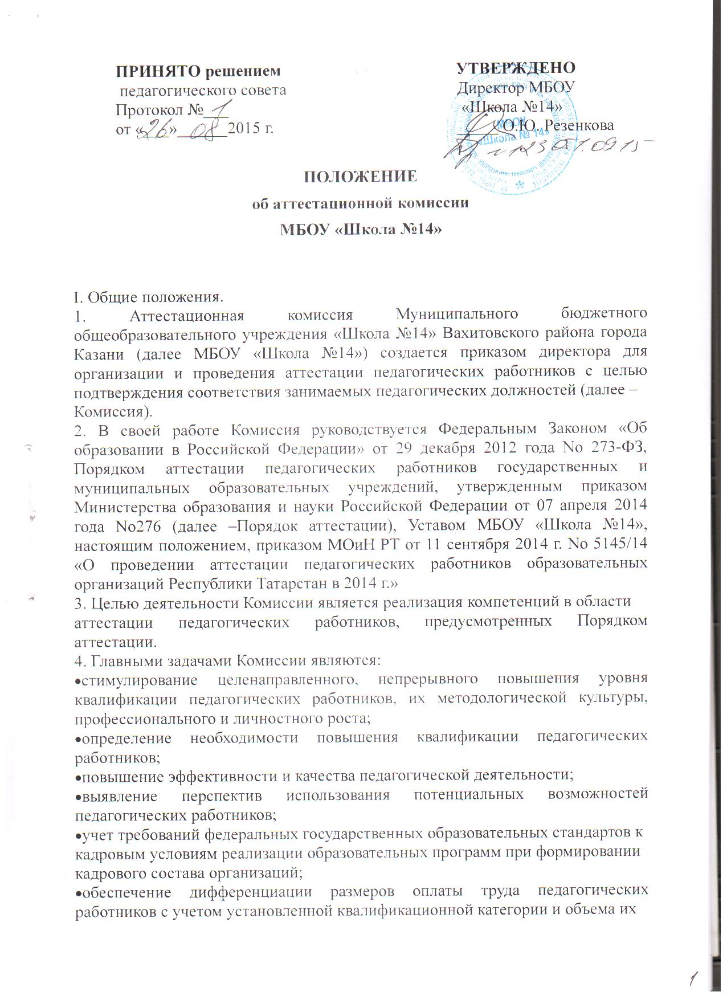 ПРИНЯТО решением
педагогического совета
Протокол № 1
от «26» 08 2015 г.
УТВЕРЖДЕНО
Директор МБОУ
«Школа №14»
О.Ю. Резенкова
01.09.15
МБОУ
«Школа № 14»
ПОЛОЖЕНИЕ
об аттестационной комиссии
МБОУ «Школа №14»
I. Общие положения.
1. Аттестационная комиссия Муниципального бюджетного
общеобразовательного учреждения «Школа №14» Вахитовского района города
Казани (далее МБОУ «Школа №14») создается приказом директора для
организации и проведения аттестации педагогических работников с целью
подтверждения соответствия занимаемых педагогических должностей (далее –
Комиссия).
2. В своей работе Комиссия руководствуется Федеральным Законом «Об
образовании в Российской Федерации» от 29 декабря 2012 года No 273-ФЗ,
Порядком аттестации педагогических работников государственных и
муниципальных образовательных учреждений, утвержденным приказом
Министерства образования и науки Российской Федерации от 07 апреля 2014
года No276 (далее –Порядок аттестации), Уставом МБОУ «Школа №14»,
настоящим положением, приказом МОиН РТ от 11 сентября 2014 г. No 5145/14
«О проведении аттестации педагогических работников образовательных
организаций Республики Татарстан в 2014 г.»
3. Целью деятельности Комиссии является реализация компетенций в области
аттестации педагогических работников, предусмотренных Порядком
аттестации.
4. Главными задачами Комиссии являются:
•стимулирование целенаправленного, непрерывного повышения уровня
квалификации педагогических работников, их методологической культуры,
профессионального и личностного роста;
•определение необходимости повышения квалификации педагогических
работников;
•повышение эффективности и качества педагогической деятельности;
•выявление перспектив использования потенциальных возможностей
педагогических работников;
•учет требований федеральных государственных образовательных стандартов к
кадровым условиям реализации образовательных программ при формировании
кадрового состава организаций;
•обеспечение дифференциации размеров оплаты труда педагогических
работников с учетом установленной квалификационной категории и объема их
1